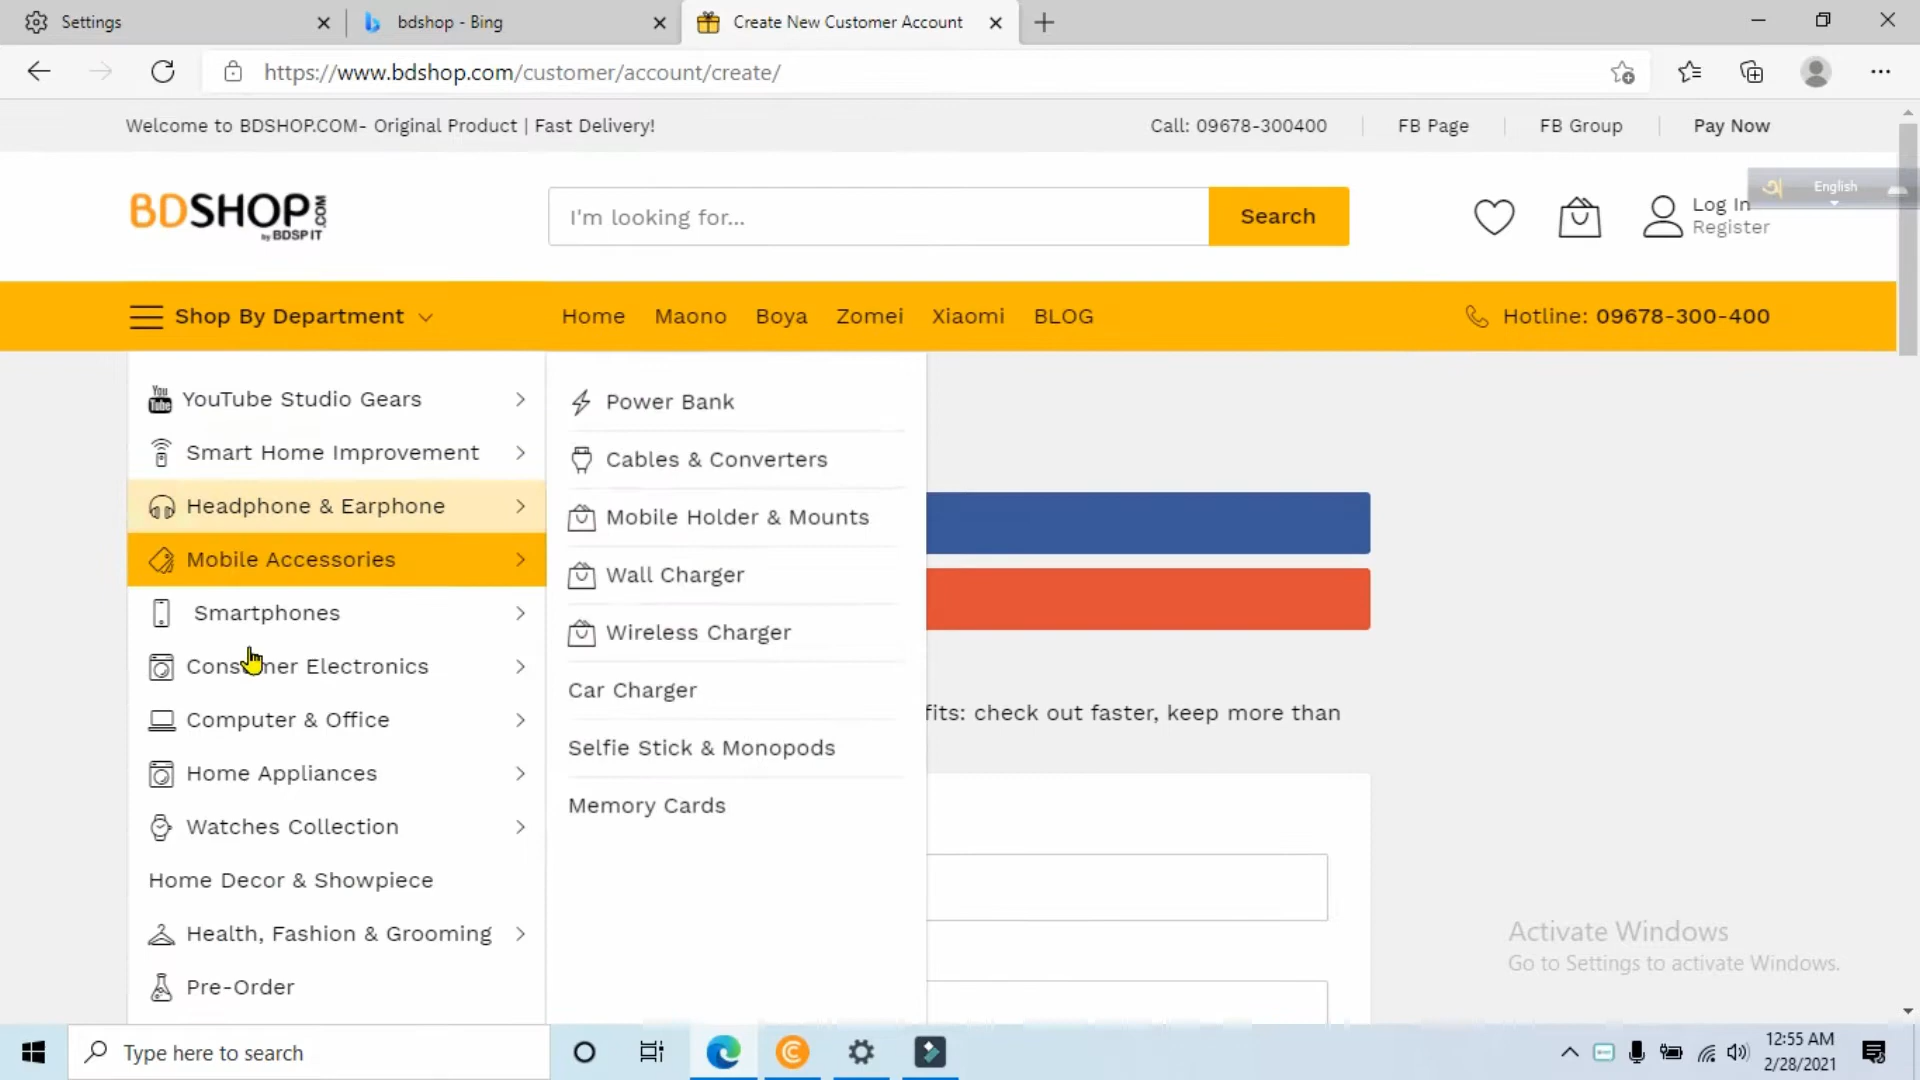 Settings
bdshop - Bing
Create New Customer Account
https://www.bdshop.com/customer/account/create/
Welcome to BDSHOP.COM- Original Product | Fast Delivery!
Call: 09678-300400
FB Page
FB Group
Pay Now
BDSHOP.COM
by BDSP IT
I'm looking for...
Search
Log In
Register
অ
English
Shop By Department
Home
Maono
Boya
Zomei
Xiaomi
BLOG
Hotline: 09678-300-400
You
Tube
YouTube Studio Gears
Smart Home Improvement
Headphone & Earphone
Mobile Accessories
Smartphones
Consumer Electronics
Computer & Office
Home Appliances
Watches Collection
Home Decor & Showpiece
Health, Fashion & Grooming
Pre-Order
Power Bank
Cables & Converters
Mobile Holder & Mounts
Wall Charger
Wireless Charger
Car Charger
Selfie Stick & Monopods
Memory Cards
fits: check out faster, keep more than
Activate Windows
Go to Settings to activate Windows.
Type here to search
12:55 AM
2/28/2021